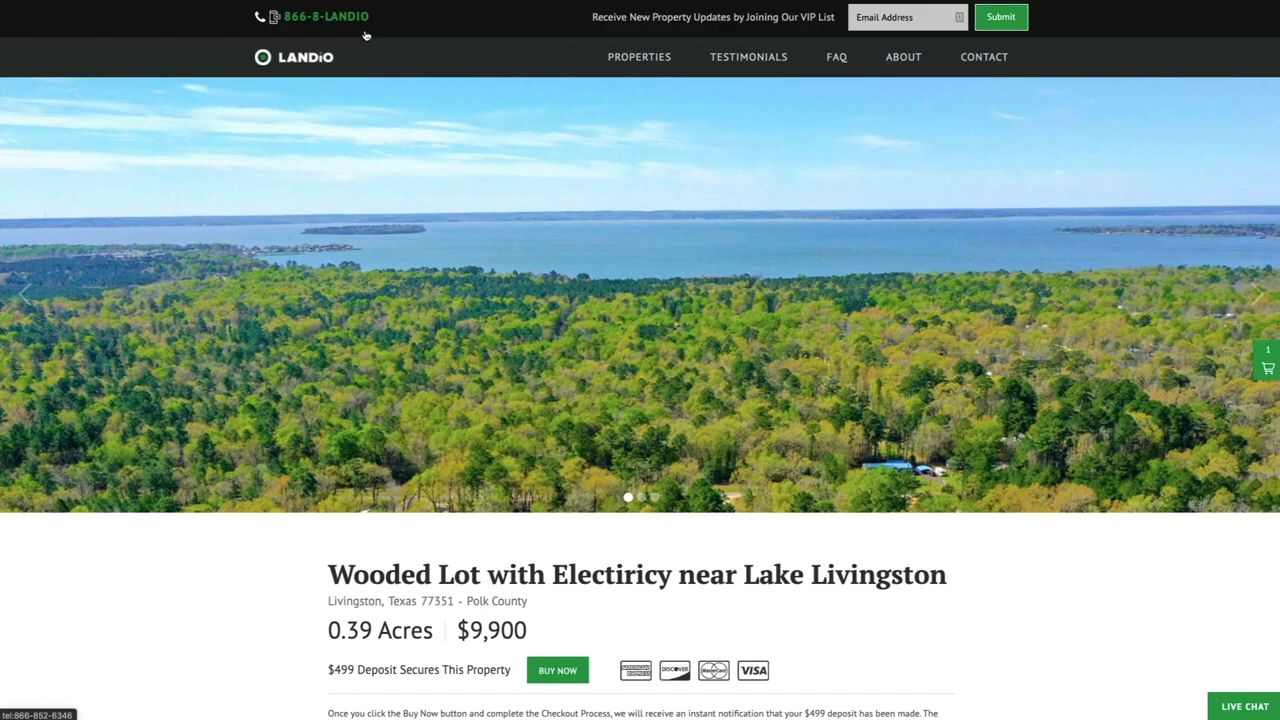 866-8-LANDIO
Receive New Property Updates by Joining Our VIP List
Email Address
Submit
LANDiO
PROPERTIES
TESTIMONIALS
FAQ
ABOUT
CONTACT
1
Wooded Lot with Electiricy near Lake Livingston
Livingston, Texas 77351 - Polk County
0.39 Acres | $9,900
$499 Deposit Secures This Property
BUY NOW
AMERICAN EXPRESS
DISCOVER
MasterCard
VISA
Once you click the Buy Now button and complete the Checkout Process, we will receive an instant notification that your $499 deposit has been made. The
LIVE CHAT
tel:866-852-6346